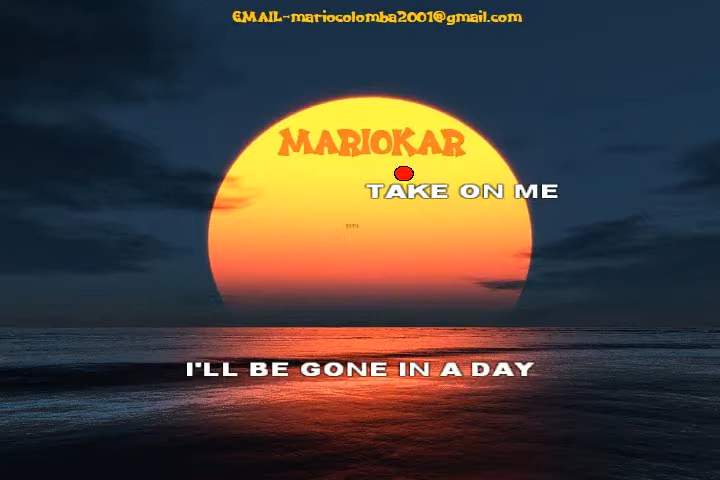 EMAIL-mariocolomba2001@gmail.com
MARIOKAR
TAKE ON ME
I'LL BE GONE IN A DAY